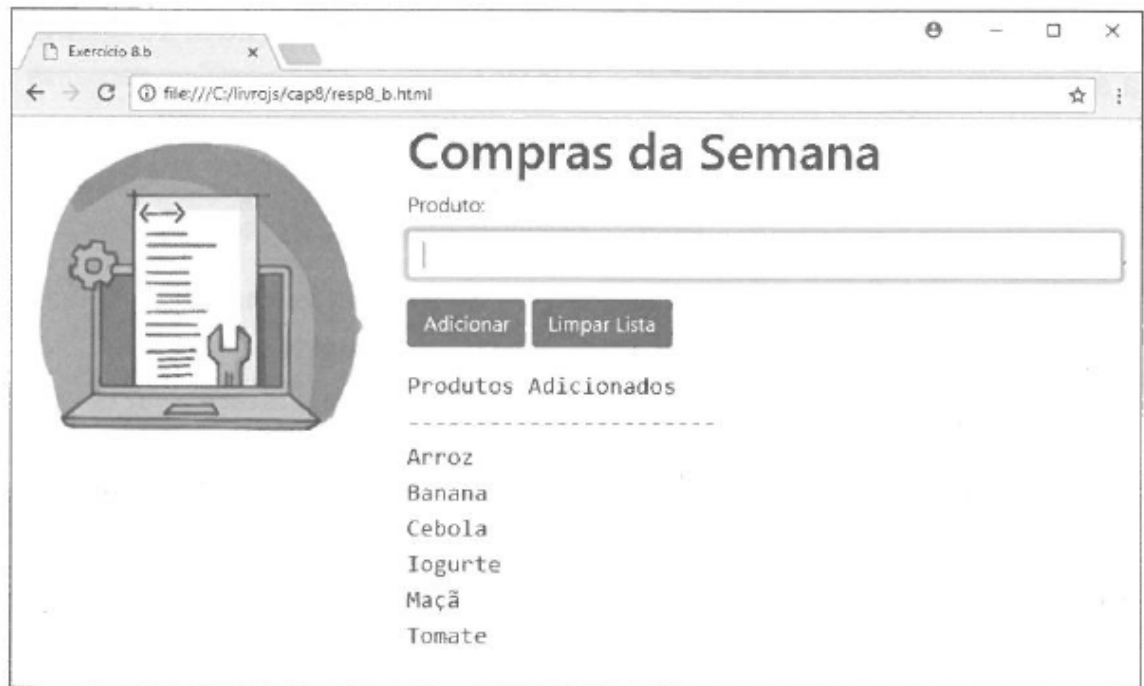 Exercício 8.b
file:///C:/livrojs/cap8/resp8_b.html
Compras da Semana
Produto:
Adicionar Limpar Lista
Produtos Adicionados
-----------------------
Arroz
Banana
Cebola
Iogurte
Maçã
Tomate